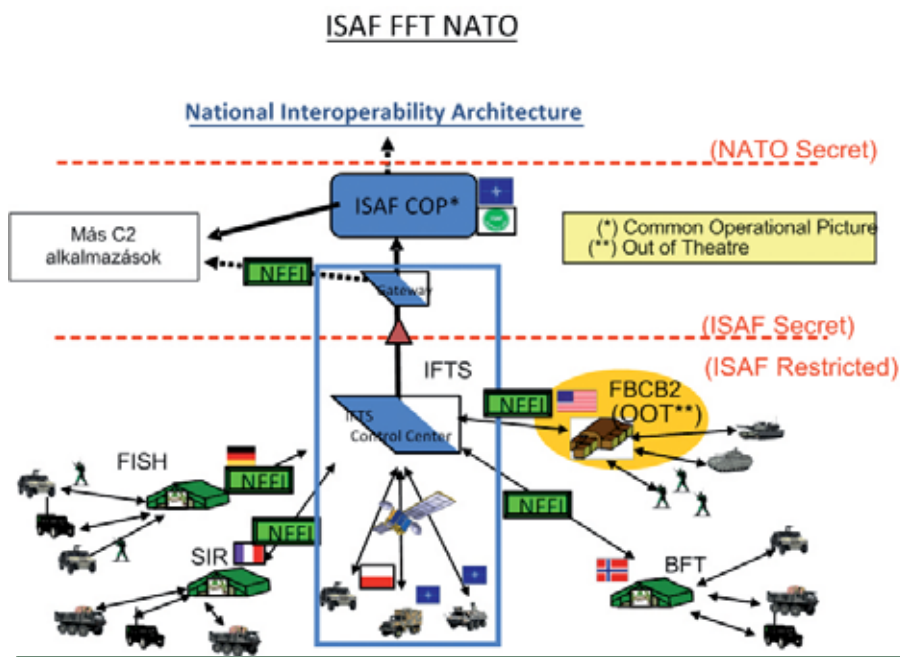 ISAF FFT NATO
National Interoperability Architecture
(NATO Secret)
ISAF COP*
Más C2
alkalmazások
(*) Common Operational Picture
(**) Out of Theatre
NFFI
Gateway
(ISAF Secret)
IFTS
(ISAF Restricted)
NFFI
FBCB2
(OOT**)
IFTS
Control Center
FISH
NFFI
NFFI
NFFI
SIR
BFT